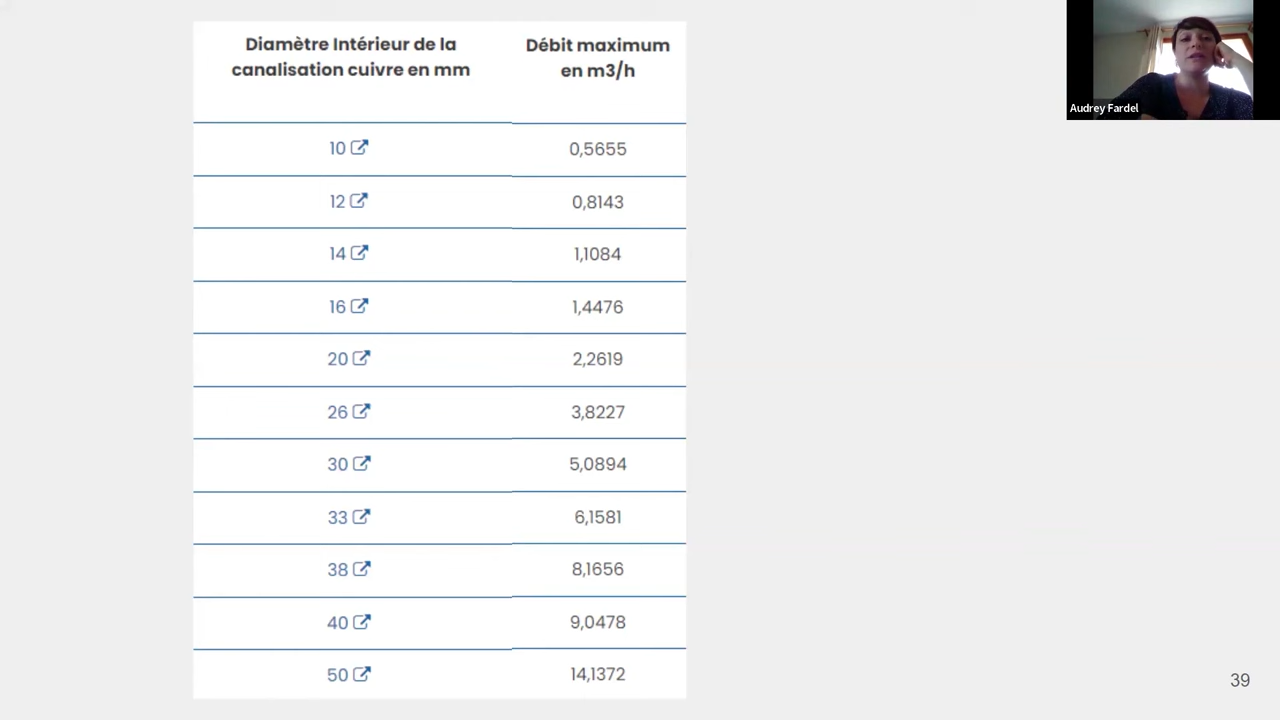 Diamètre Intérieur de la
canalisation cuivre en mm
Débit maximum
en m3/h
10 0,5655
12 0,8143
14 1,1084
16 1,4476
20 2,2619
26 3,8227
30 5,0894
33 6,1581
38 8,1656
40 9,0478
50 14,1372
Audrey Fardel
39